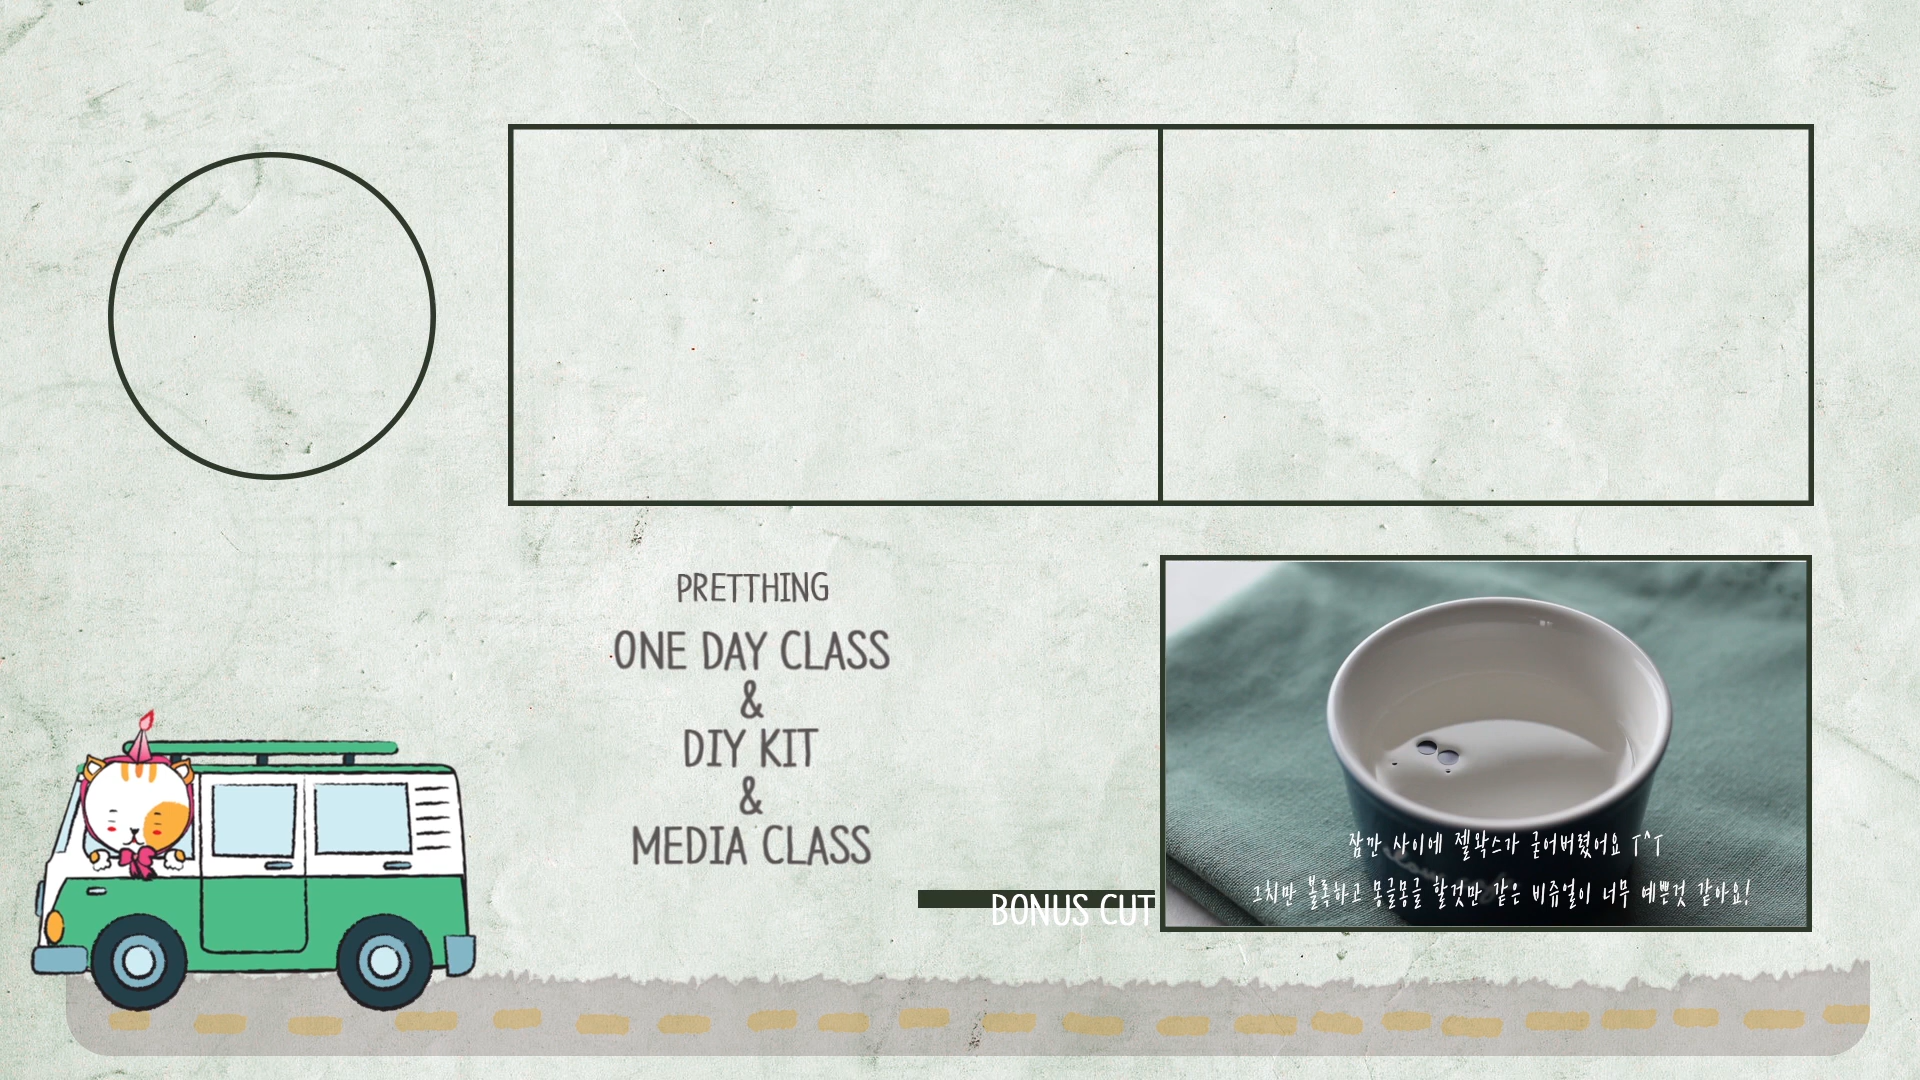 PRETTHING
ONE DAY CLASS
&
DIY KIT
&
MEDIA CLASS
BONUS CUT
잠깐 사이에 젤왁스가 굳어버렸어요 T^T
그치만 볼록하고 몽글몽글 할것만 같은 비쥬얼이 너무 예쁜것 같아요!